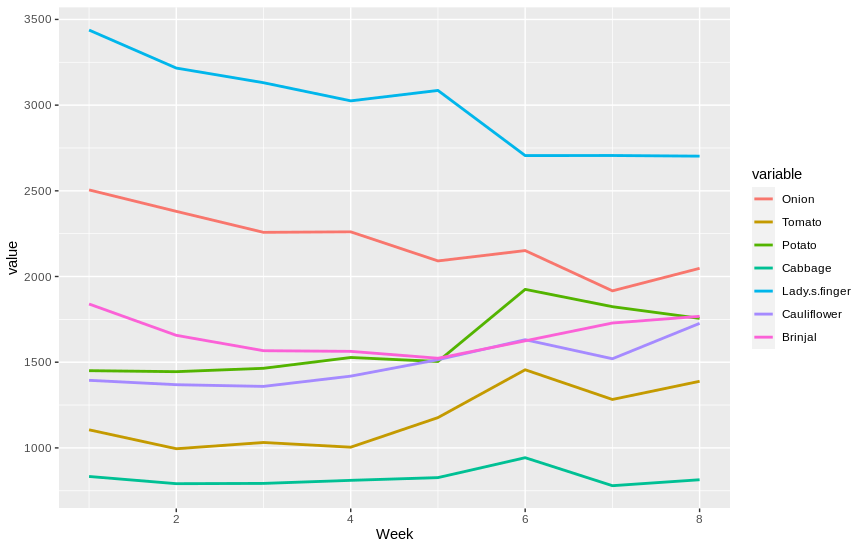 3500
3000
2500
2000
1500
1000
value
2
4
6
8
Week
variable
Onion
Tomato
Potato
Cabbage
Lady.s.finger
Cauliflower
Brinjal